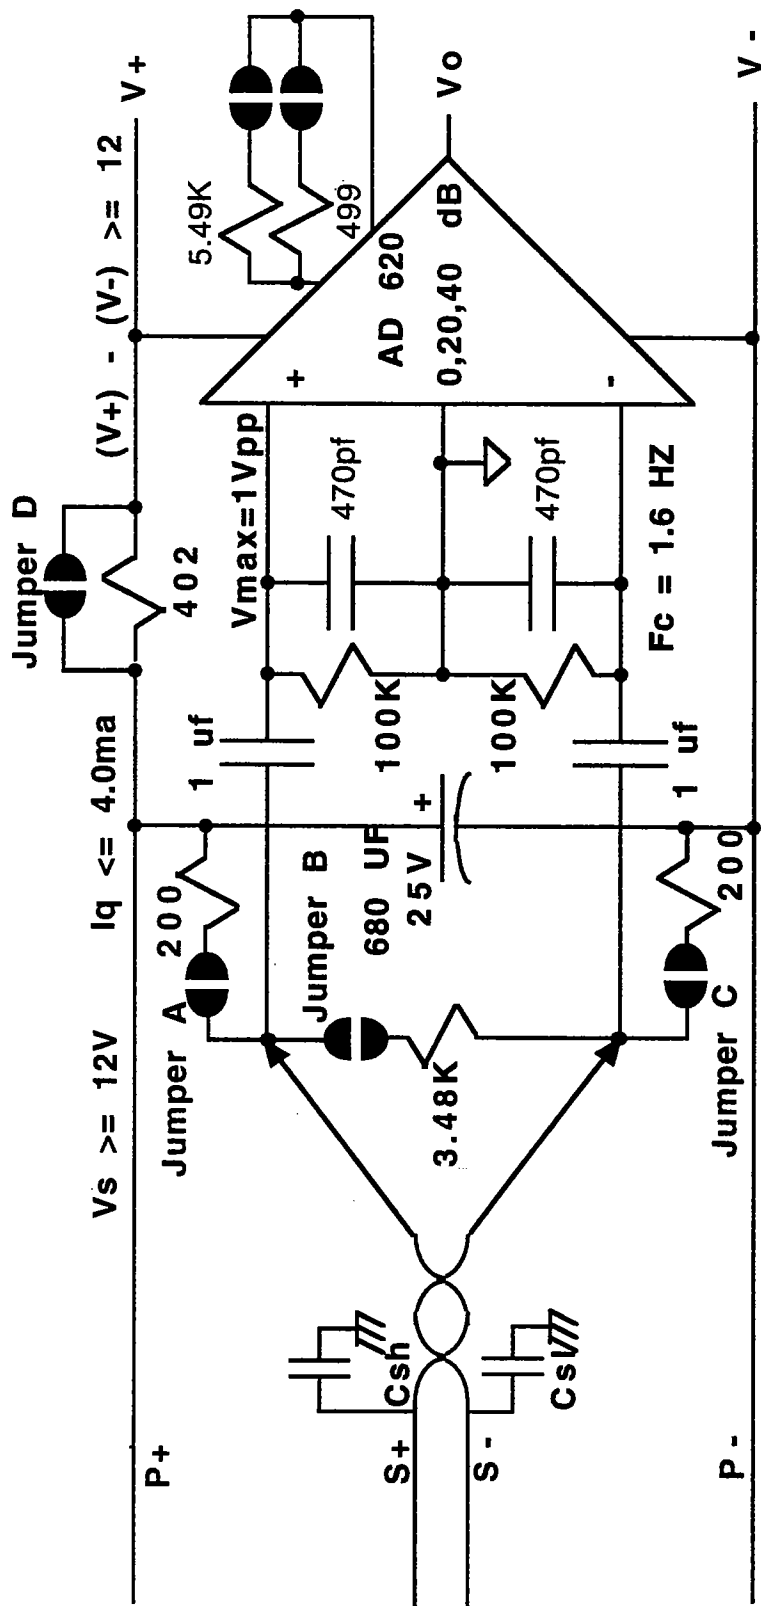 Vs >= 12V
Iq <= 4.0ma
(V+) - (V-) >= 12
Jumper D
402
V+
5.49K
499
P+
Jumper A
200
1 uf
Vmax=1Vpp
470pf
100K
+
AD 620
0,20,40 dB
-
Vo
Jumper B
680 UF
25V +
3.48K
S+
S-
Csh
Csl
100K
470pf
1 uf
Fc = 1.6 HZ
Jumper C
200
P-
V-